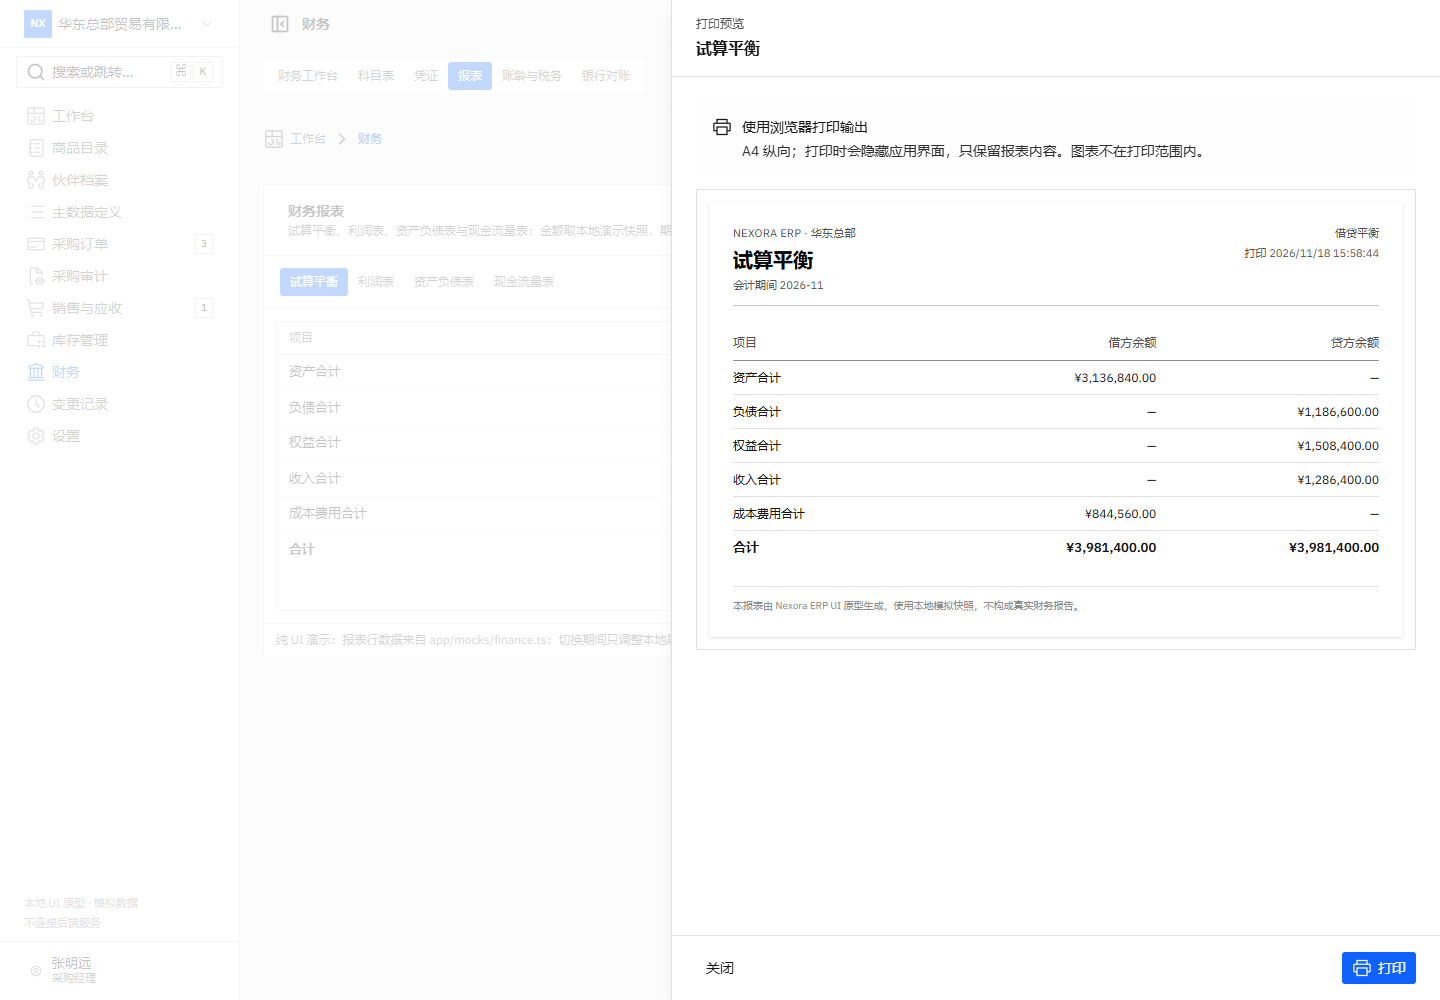 NX 华东总部贸易有限...
搜索或跳转... ⌘ K
工作台
商品目录
伙伴档案
主数据定义
采购订单 3
采购审计
销售与应收 1
库存管理
财务
变更记录
设置
本地 UI 原型 · 模拟数据
不连接后端服务
张明远
采购经理
财务
财务工作台 科目表 凭证 报表 账龄与税务 银行对账
工作台 财务
财务报表
试算平衡、利润表、资产负债表与现金流量表；金额取本地演示快照，期
试算平衡 利润表 资产负债表 现金流量表
项目
资产合计
负债合计
权益合计
收入合计
成本费用合计
合计
纯 UI 演示：报表行数据来自 app/mocks/finance.ts；切换期间只调整本地
打印预览
试算平衡
使用浏览器打印输出
A4 纵向；打印时会隐藏应用界面，只保留报表内容。图表不在打印范围内。
NEXORA ERP · 华东总部
试算平衡
会计期间 2026-11
借贷平衡
打印 2026/11/18 15:58:44
项目 借方余额 贷方余额
资产合计 ¥3,136,840.00 —
负债合计 — ¥1,186,600.00
权益合计 — ¥1,508,400.00
收入合计 — ¥1,286,400.00
成本费用合计 ¥844,560.00 —
合计 ¥3,981,400.00 ¥3,981,400.00
本报表由 Nexora ERP UI 原型生成，使用本地模拟快照，不构成真实财务报告。
关闭 打印